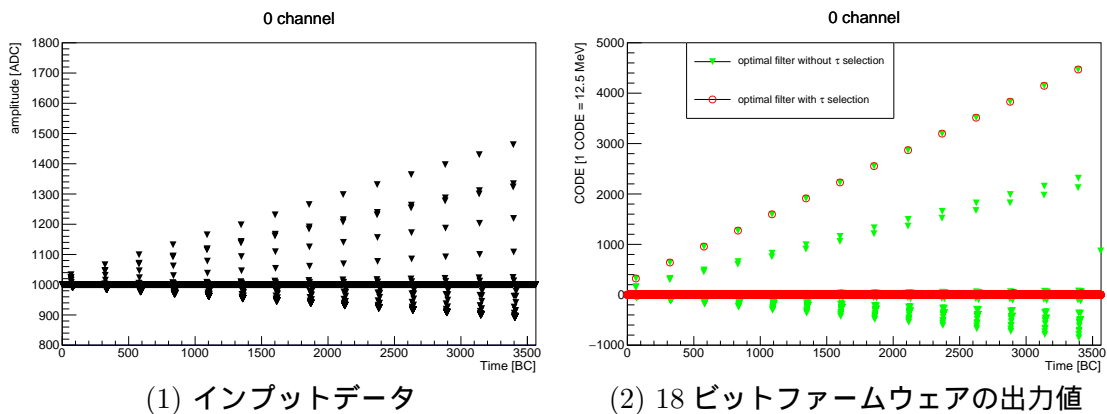 0 channel
amplitude [ADC]
1800
1700
1600
1500
1400
1300
1200
1100
1000
900
800
0 500 1000 1500 2000 2500 3000 3500
Time [BC]
(1) インプットデータ
0 channel
CODE [1 CODE = 12.5 MeV]
5000
4000
3000
2000
1000
0
−1000
optimal filter without τ selection
optimal filter with τ selection
0 500 1000 1500 2000 2500 3000 3500
Time [BC]
(2) 18 ビットファームウェアの出力値